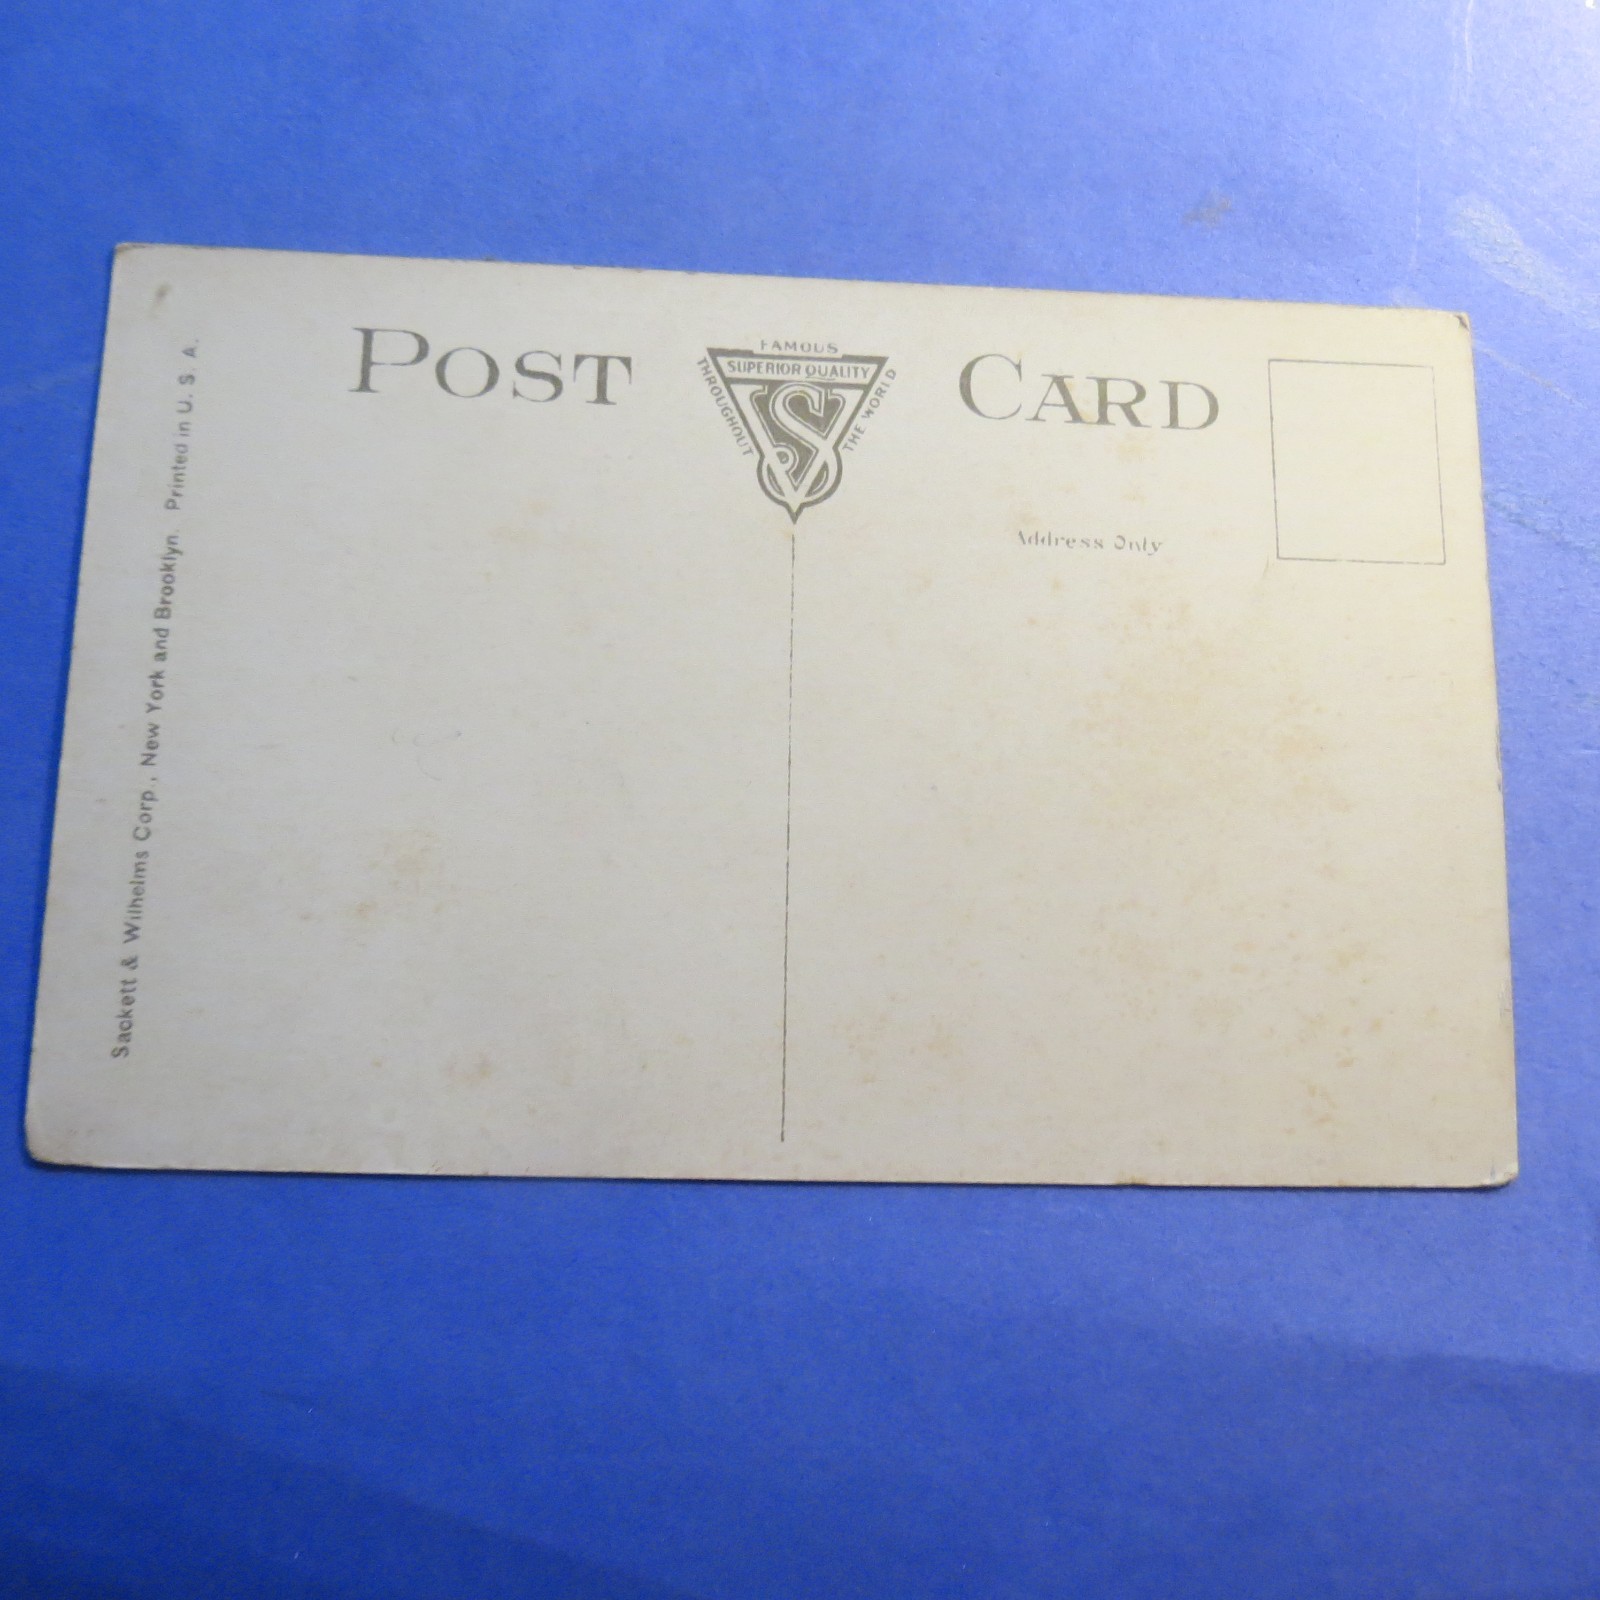 POST CARD
FAMOUS
SUPERIOR QUALITY
THROUGHOUT
THE WORLD
Address Only
Sackett & Wilhelms Corp., New York and Brooklyn. Printed in U. S. A.